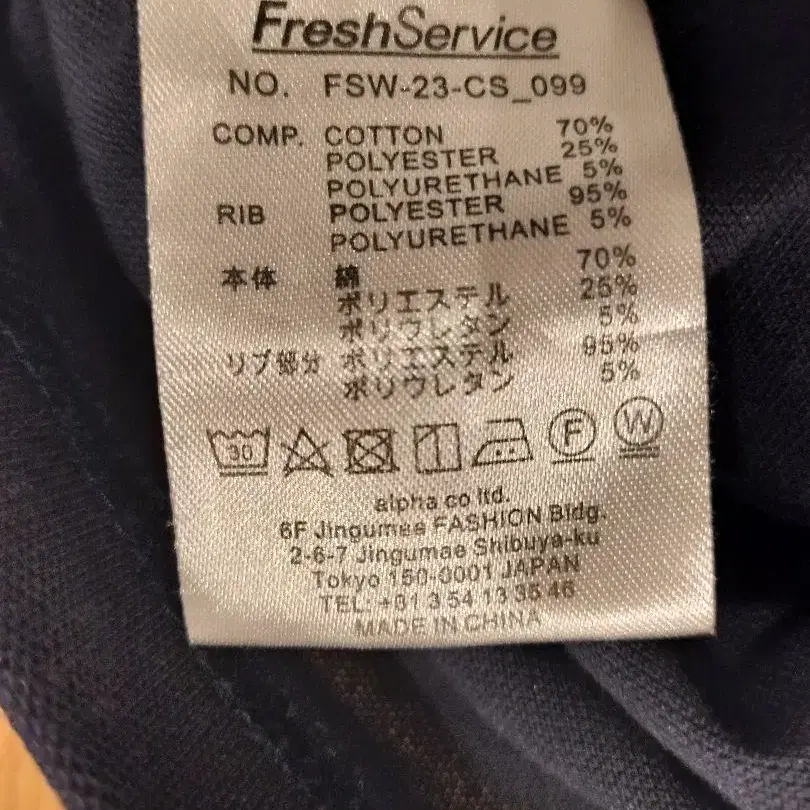 FreshService
NO. FSW-23-CS_099
COMP. COTTON 70%
POLYESTER 25%
POLYURETHANE 5%
RIB POLYESTER 95%
POLYURETHANE 5%
本体 綿 70%
ポリエステル 25%
ポリウレタン 5%
リブ部分 ポリエステル 95%
ポリウレタン 5%
30 F W
alpha co ltd.
6F Jingumae FASHION Bldg.
2-6-7 Jingumae Shibuya-ku
Tokyo 150-0001 JAPAN
TEL: +81 3 54 13 35 46
MADE IN CHINA